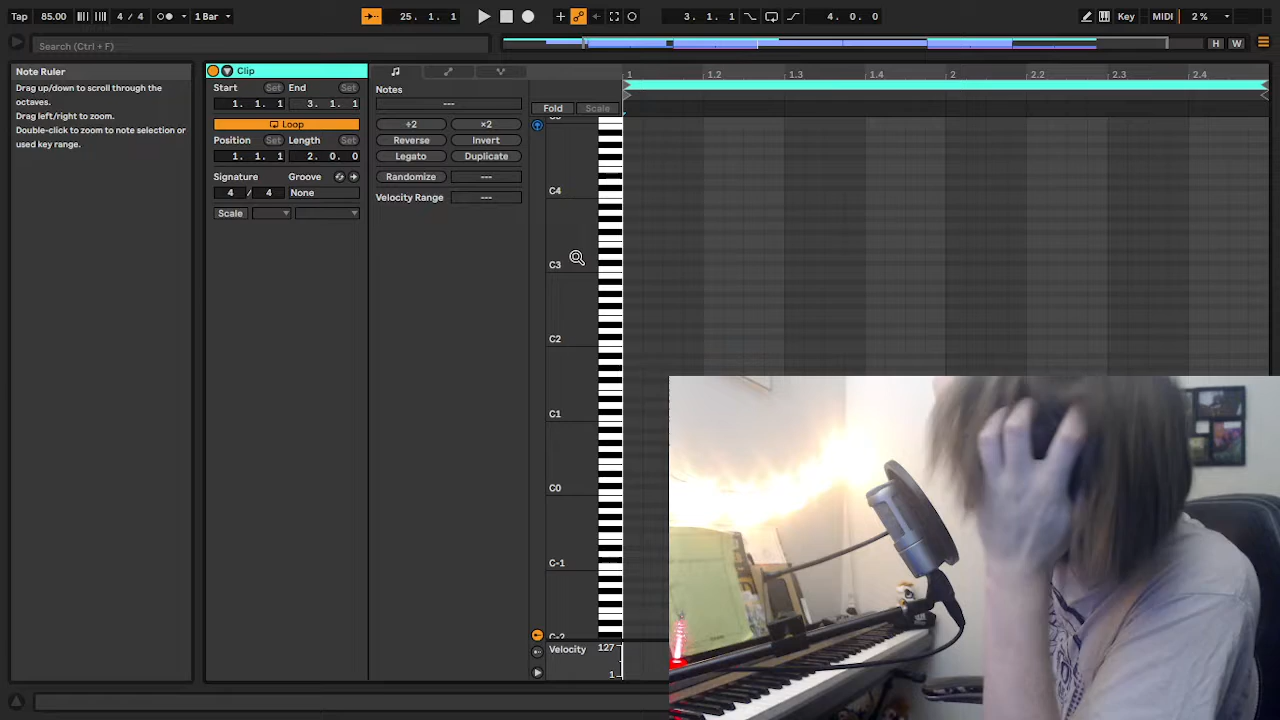 Tap 85.00 4 / 4 1 Bar 25. 1. 1 3. 1. 1 4. 0. 0 Key MIDI 2 %
Search (Ctrl + F) H W
Note Ruler
Drag up/down to scroll through the
octaves.
Drag left/right to zoom.
Double-click to zoom to note selection or
used key range.
Clip
Start Set End Set
1. 1. 1 3. 1. 1
Loop
Position Set Length Set
1. 1. 1 2. 0. 0
Signature Groove
4 / 4 None
Scale
Notes
---
÷2 ×2
Reverse Invert
Legato Duplicate
Randomize ---
Velocity Range ---
Fold Scale
1 1.2 1.3 1.4 2 2.2 2.3 2.4
C4
C3
C2
C1
C0
C-1
C-2
Velocity 127
1